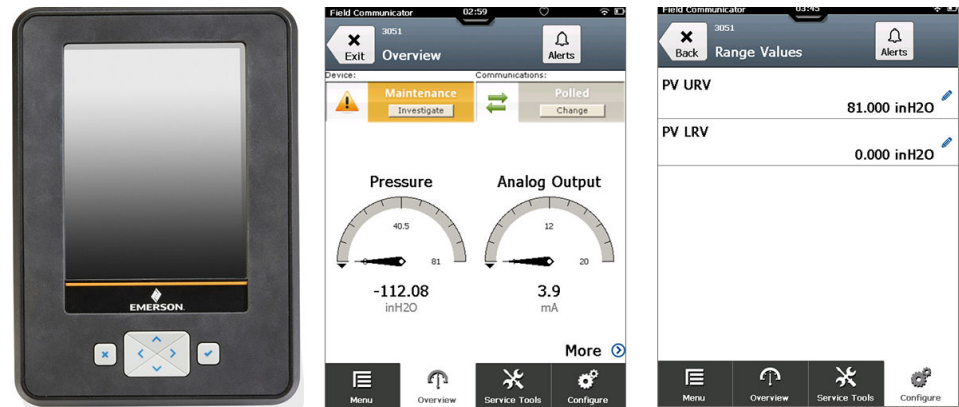 EMERSON.
Field Communicator 02:59
3051
Exit Overview Alerts
Device: Communications:
Maintenance Polled
Investigate Change
Pressure Analog Output
40.5 12
81 20
-112.08 3.9
inH2O mA
More
Menu Overview Service Tools Configure
Field Communicator 03:45
3051
Back Range Values Alerts
PV URV
81.000 inH2O
PV LRV
0.000 inH2O
Menu Overview Service Tools Configure